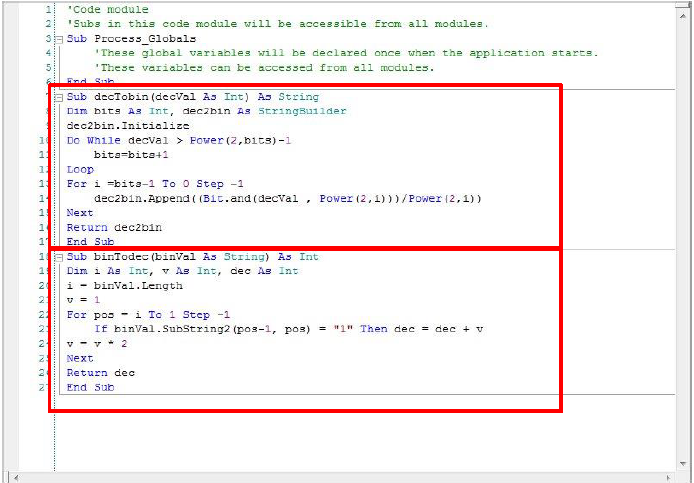 1 'Code module
2 'Subs in this code module will be accessible from all modules.
3 Sub Process_Globals
4 'These global variables will be declared once when the application starts.
5 'These variables can be accessed from all modules.
End Sub
Sub decTobin(decVal As Int) As String
Dim bits As Int, dec2bin As StringBuilder
dec2bin.Initialize
Do While decVal > Power(2,bits)-1
bits=bits+1
Loop
For i =bits-1 To 0 Step -1
dec2bin.Append((Bit.and(decVal , Power(2,i)))/Power(2,i))
Next
Return dec2bin
End Sub
Sub binTodec(binVal As String) As Int
Dim i As Int, v As Int, dec As Int
i = binVal.Length
v = 1
For pos = i To 1 Step -1
If binVal.SubString2(pos-1, pos) = "1" Then dec = dec + v
v = v * 2
Next
Return dec
End Sub